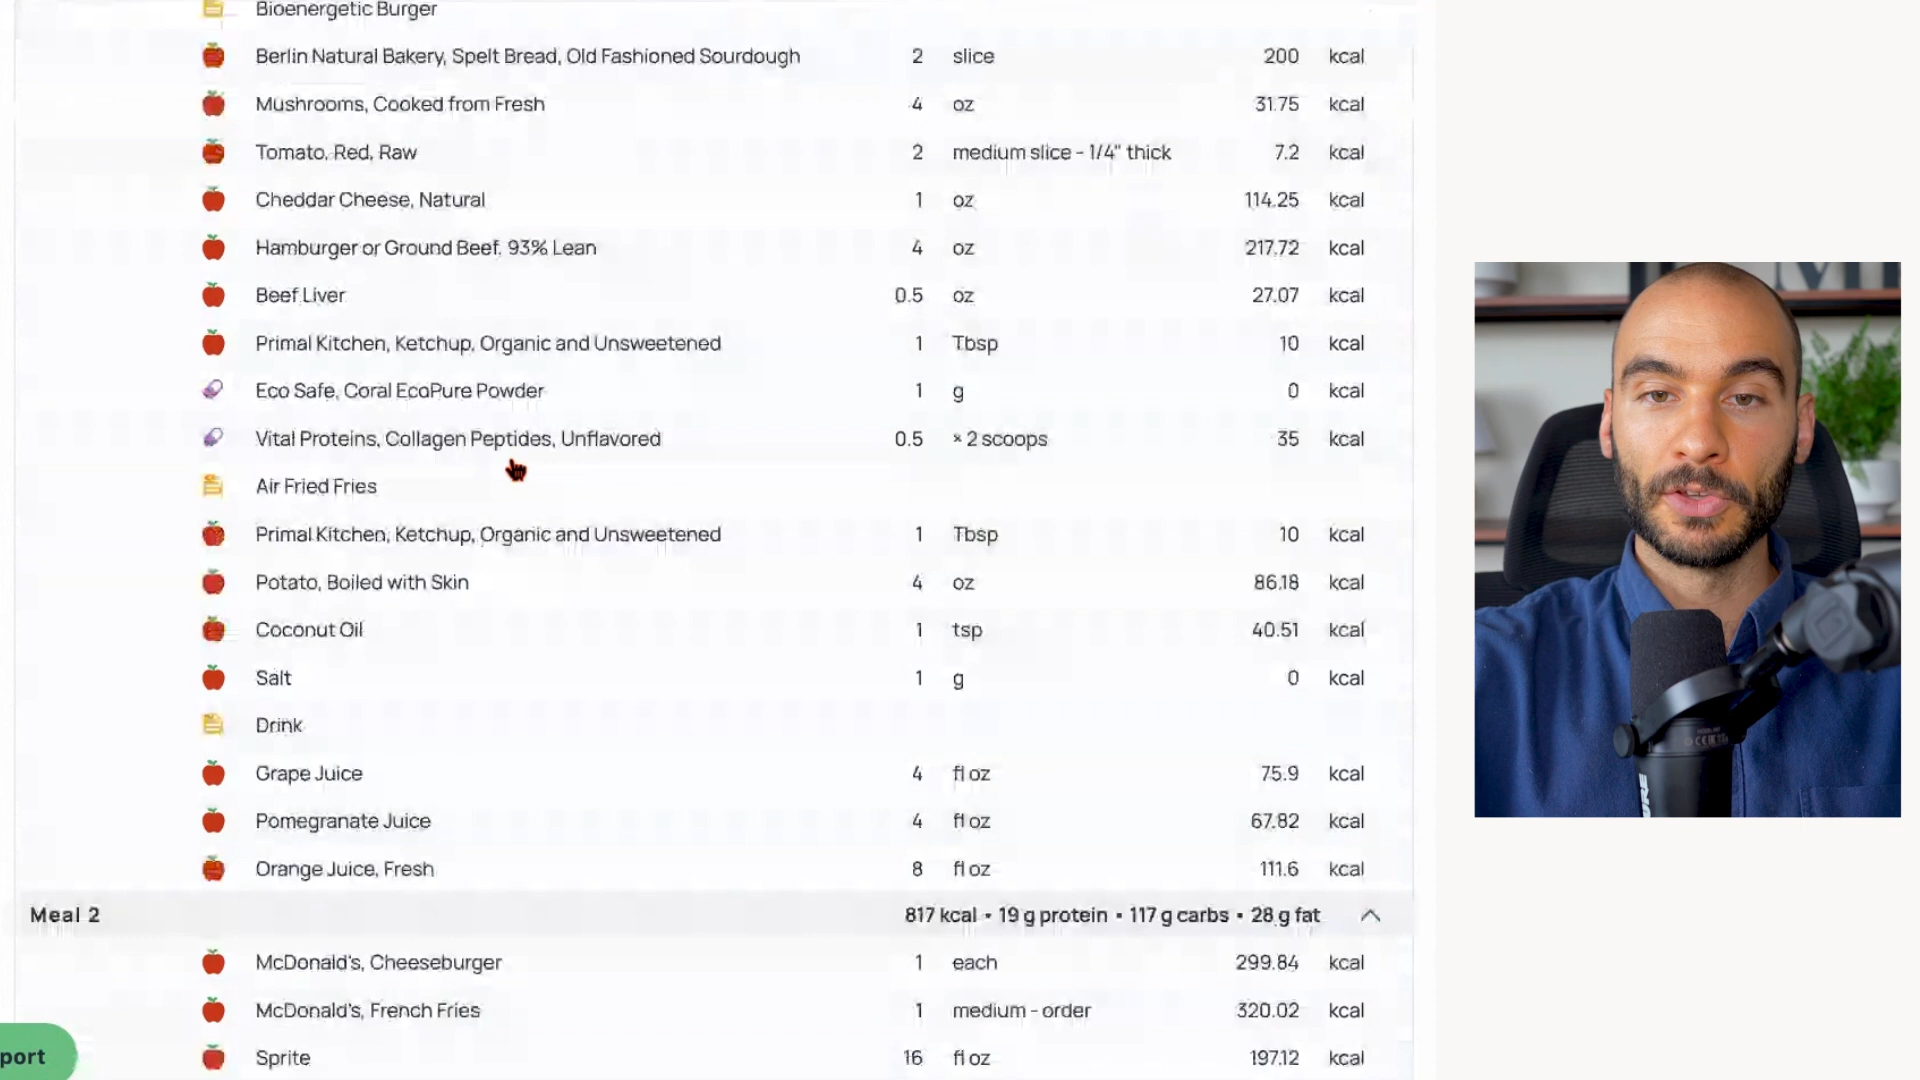 Bioenergetic Burger
Berlin Natural Bakery, Spelt Bread, Old Fashioned Sourdough 2 slice 200 kcal
Mushrooms, Cooked from Fresh 4 oz 31.75 kcal
Tomato, Red, Raw 2 medium slice - 1/4" thick 7.2 kcal
Cheddar Cheese, Natural 1 oz 114.25 kcal
Hamburger or Ground Beef, 93% Lean 4 oz 217.72 kcal
Beef Liver 0.5 oz 27.07 kcal
Primal Kitchen, Ketchup, Organic and Unsweetened 1 Tbsp 10 kcal
Eco Safe, Coral EcoPure Powder 1 g 0 kcal
Vital Proteins, Collagen Peptides, Unflavored 0.5 × 2 scoops 35 kcal
Air Fried Fries
Primal Kitchen, Ketchup, Organic and Unsweetened 1 Tbsp 10 kcal
Potato, Boiled with Skin 4 oz 86.18 kcal
Coconut Oil 1 tsp 40.51 kcal
Salt 1 g 0 kcal
Drink
Grape Juice 4 fl oz 75.9 kcal
Pomegranate Juice 4 fl oz 67.82 kcal
Orange Juice, Fresh 8 fl oz 111.6 kcal
Meal 2 817 kcal • 19 g protein • 117 g carbs • 28 g fat
McDonald's, Cheeseburger 1 each 299.84 kcal
McDonald's, French Fries 1 medium - order 320.02 kcal
Sprite 16 fl oz 197.12 kcal
port